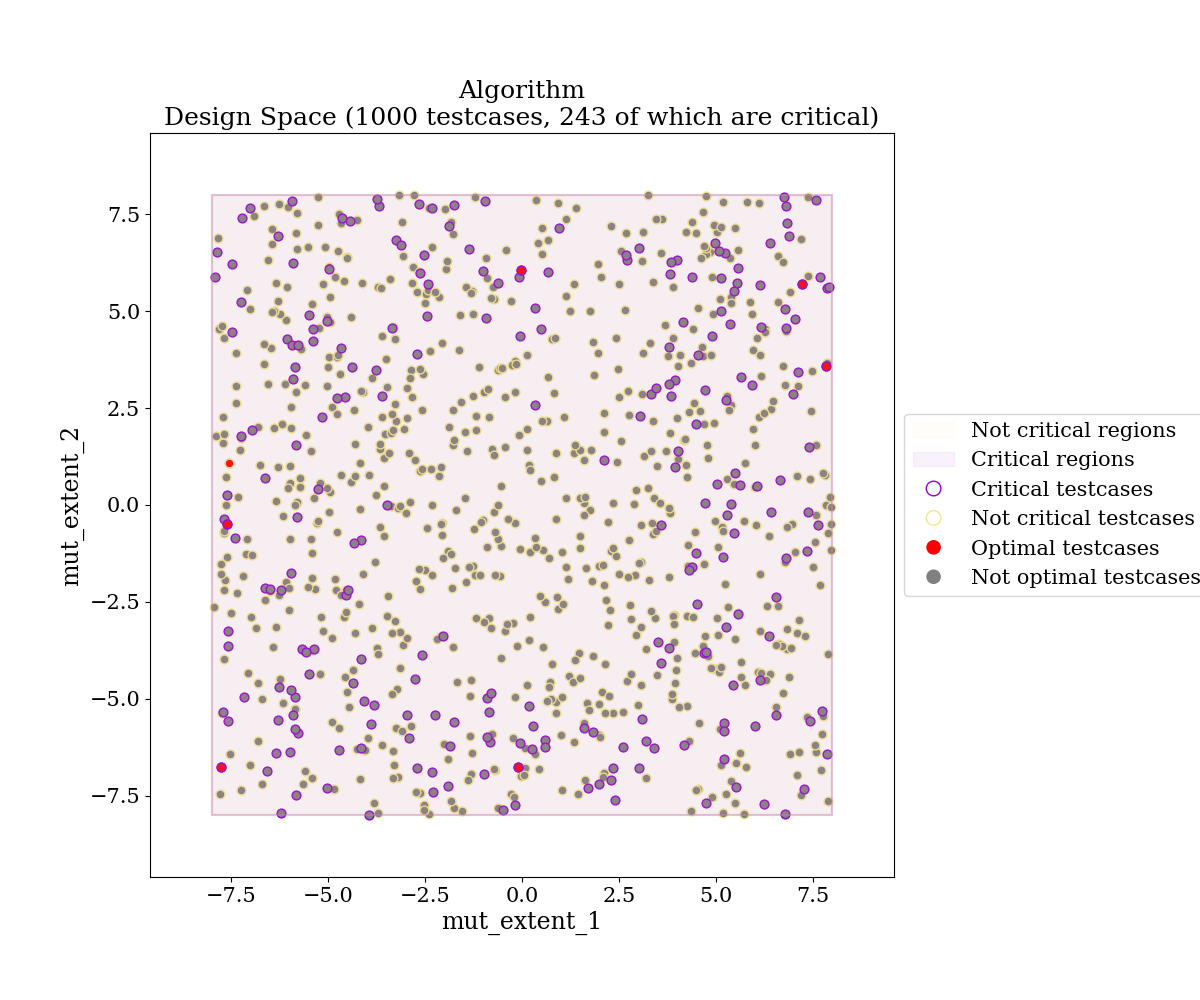 Algorithm
Design Space (1000 testcases, 243 of which are critical)
7.5
5.0
2.5
0.0
−2.5
−5.0
−7.5
mut_extent_2
−7.5 −5.0 −2.5 0.0 2.5 5.0 7.5
mut_extent_1
Not critical regions
Critical regions
Critical testcases
Not critical testcases
Optimal testcases
Not optimal testcases